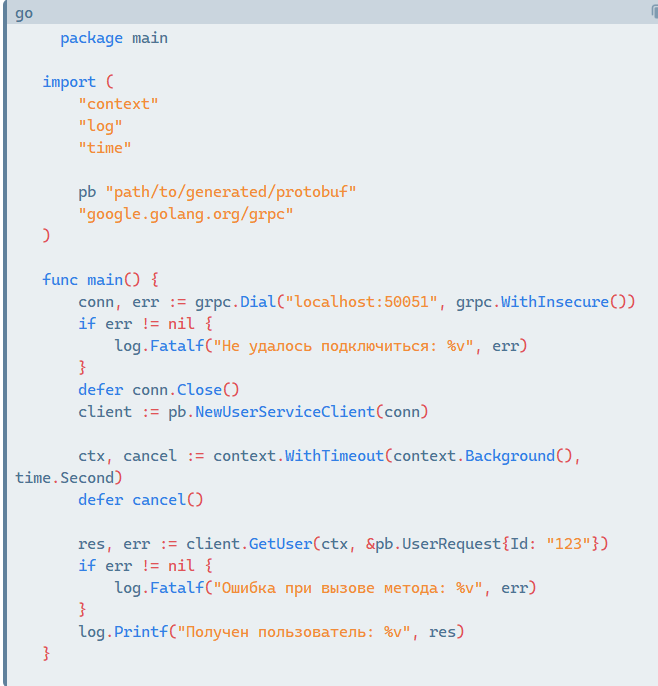 go
package main
import (
"context"
"log"
"time"
pb "path/to/generated/protobuf"
"google.golang.org/grpc"
)
func main() {
conn, err := grpc.Dial("localhost:50051", grpc.WithInsecure())
if err != nil {
log.Fatalf("Не удалось подключиться: %v", err)
}
defer conn.Close()
client := pb.NewUserServiceClient(conn)
ctx, cancel := context.WithTimeout(context.Background(),
time.Second)
defer cancel()
res, err := client.GetUser(ctx, &pb.UserRequest{Id: "123"})
if err != nil {
log.Fatalf("Ошибка при вызове метода: %v", err)
}
log.Printf("Получен пользователь: %v", res)
}